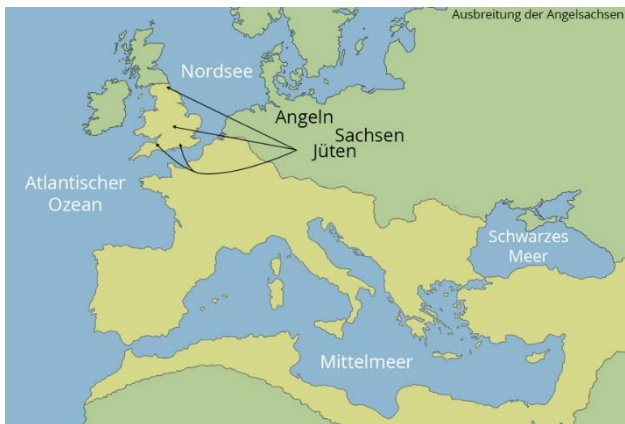 Ausbreitung der Angelsachsen
Nordsee
Angeln
Sachsen
Jüten
Atlantischer
Ozean
Schwarzes
Meer
Mittelmeer